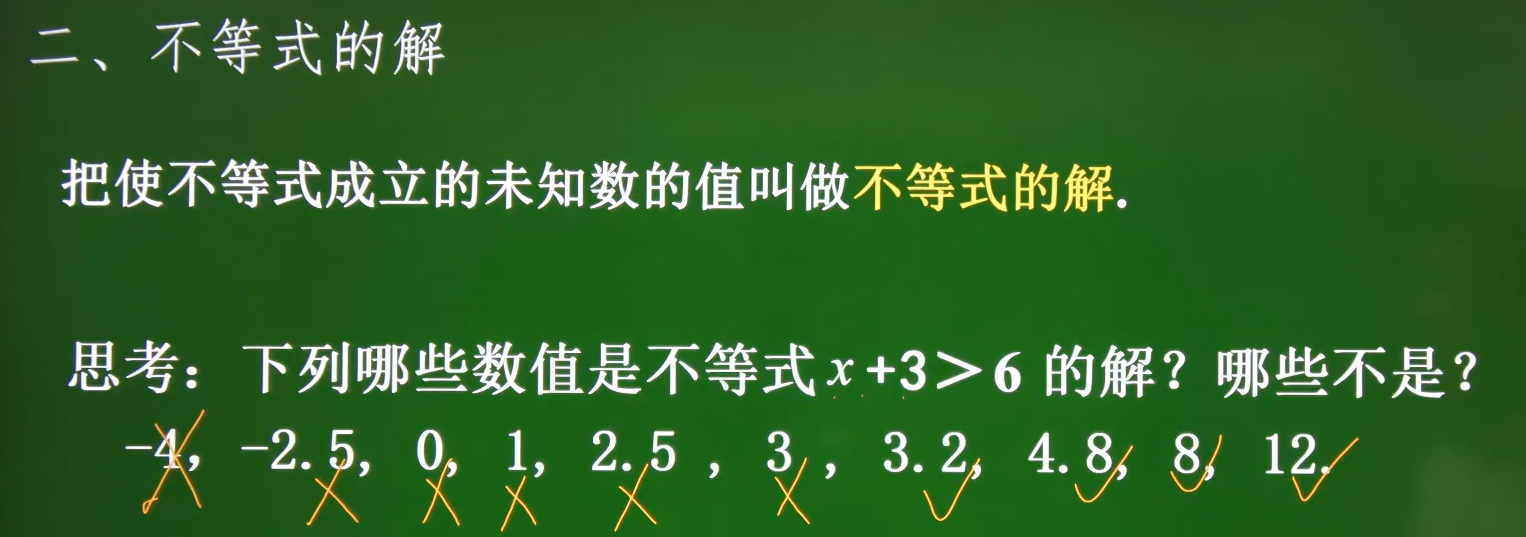 二、不等式的解
把使不等式成立的未知数的值叫做不等式的解.
思考：下列哪些数值是不等式x+3＞6 的解？哪些不是？
-4, -2.5, 0, 1, 2.5 , 3 , 3.2, 4.8, 8, 12.